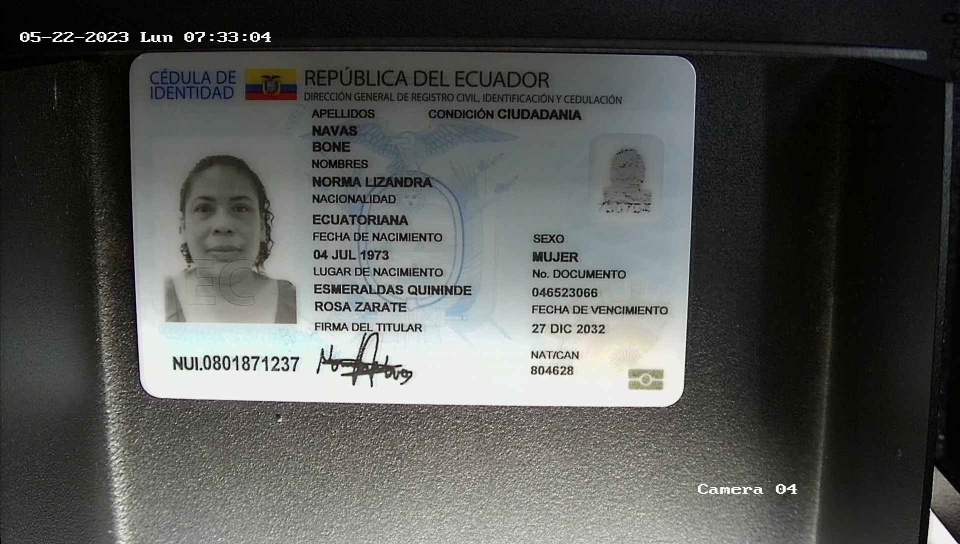 05-22-2023 Lun 07:33:04
CÉDULA DE
IDENTIDAD
REPÚBLICA DEL ECUADOR
DIRECCIÓN GENERAL DE REGISTRO CIVIL, IDENTIFICACIÓN Y CEDULACIÓN
APELLIDOS
CONDICIÓN CIUDADANIA
NAVAS
BONE
NOMBRES
NORMA LIZANDRA
NACIONALIDAD
ECUATORIANA
FECHA DE NACIMIENTO
04 JUL 1973
LUGAR DE NACIMIENTO
ESMERALDAS QUININDE
ROSA ZARATE
FIRMA DEL TITULAR
SEXO
MUJER
No. DOCUMENTO
046523066
FECHA DE VENCIMIENTO
27 DIC 2032
NAT/CAN
804628
EC
NUI.0801871237
Camera 04